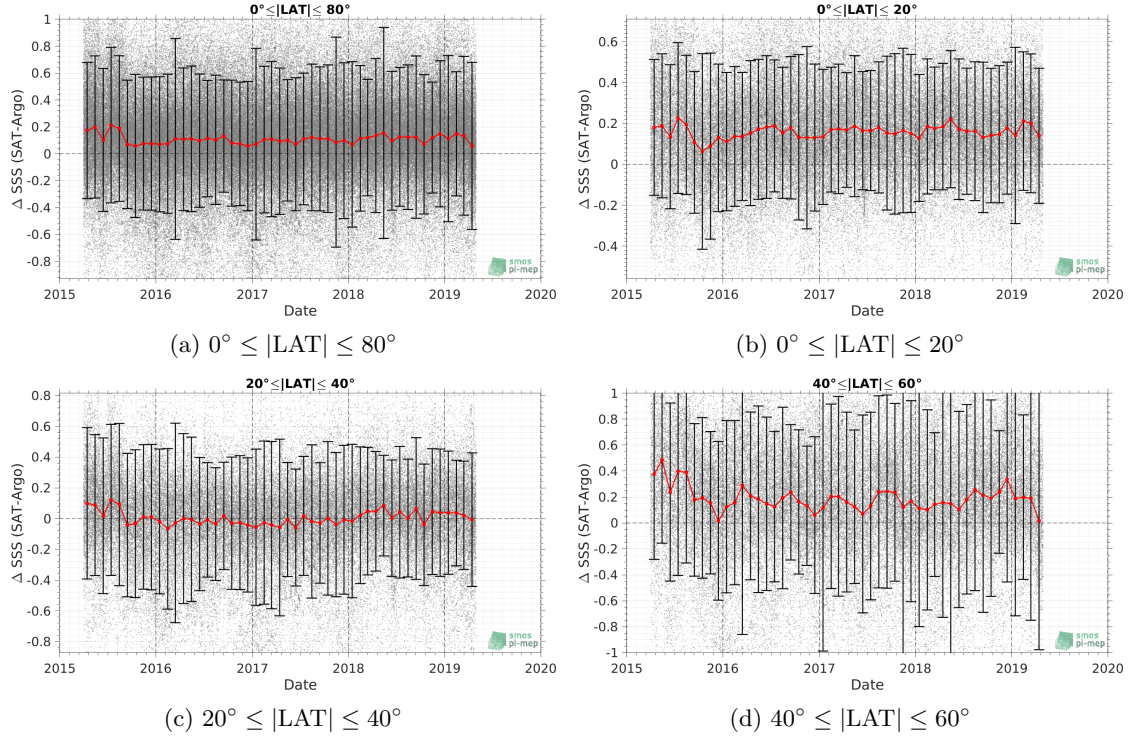 0°≤|LAT|≤ 80°
Δ SSS (SAT-Argo)
1
0.8
0.6
0.4
0.2
0
-0.2
-0.4
-0.6
-0.8
smos
pi-mep
2015 2016 2017 2018 2019 2020
Date
(a) 0° ≤ |LAT| ≤ 80°
0°≤|LAT|≤ 20°
Δ SSS (SAT-Argo)
0.6
0.4
0.2
0
-0.2
-0.4
smos
pi-mep
2015 2016 2017 2018 2019 2020
Date
(b) 0° ≤ |LAT| ≤ 20°
20°≤|LAT|≤ 40°
Δ SSS (SAT-Argo)
0.8
0.6
0.4
0.2
0
-0.2
-0.4
-0.6
-0.8
smos
pi-mep
2015 2016 2017 2018 2019 2020
Date
(c) 20° ≤ |LAT| ≤ 40°
40°≤|LAT|≤ 60°
Δ SSS (SAT-Argo)
1
0.8
0.6
0.4
0.2
0
-0.2
-0.4
-0.6
-0.8
-1
smos
pi-mep
2015 2016 2017 2018 2019 2020
Date
(d) 40° ≤ |LAT| ≤ 60°